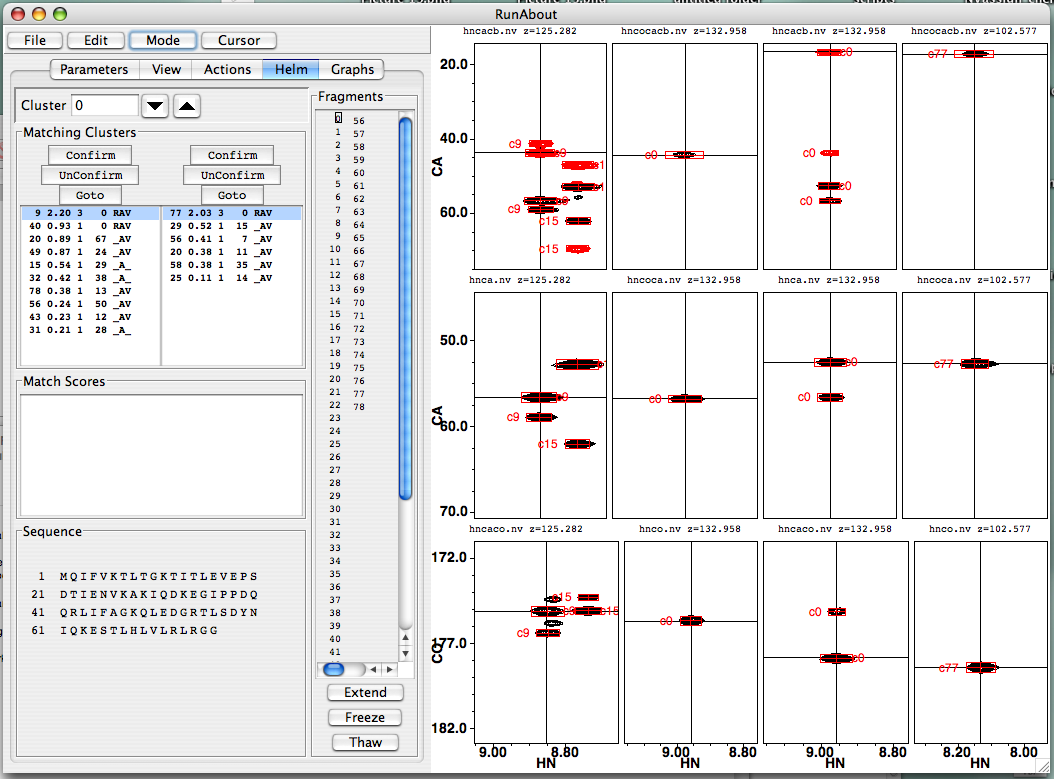 RunAbout
File Edit Mode Cursor
Parameters View Actions Helm Graphs
Cluster 0
Matching Clusters
Confirm Confirm
UnConfirm UnConfirm
Goto Goto
9 2.20 3 0 RAV
40 0.93 1 0 RAV
20 0.89 1 67 _AV
49 0.87 1 24 _AV
15 0.54 1 29 _A_
32 0.42 1 38 _A_
78 0.38 1 13 _AV
56 0.24 1 50 _AV
43 0.23 1 12 _AV
31 0.21 1 28 _A_
77 2.03 3 0 RAV
29 0.52 1 15 _AV
56 0.41 1 7 _AV
20 0.38 1 11 _AV
58 0.38 1 35 _AV
25 0.11 1 14 _AV
Match Scores
Sequence
1 M Q I F V K T L T G K T I T L E V E P S
21 D T I E N V K A K I Q D K E G I P P D Q
41 Q R L I F A G K Q L E D G R T L S D Y N
61 I Q K E S T L H L V L R L R G G
Fragments
0 56
1 57
2 58
3 59
4 60
5 61
6 62
7 63
8 64
9 65
10 66
11 67
12 68
13 69
14 70
15 71
16 72
17 73
18 74
19 75
20 76
21 77
22 78
23
24
25
26
27
28
29
30
31
32
33
34
35
36
37
38
39
40
41
Extend
Freeze
Thaw
hncacb.nv z=125.282 hncocacb.nv z=132.958 hncacb.nv z=132.958 hncocacb.nv z=102.577
20.0
40.0
60.0
CA
c9
c15
c15
c9
c0
c0
c0
c0
c0
c77
hnca.nv z=125.282 hncoca.nv z=132.958 hnca.nv z=132.958 hncoca.nv z=102.577
50.0
60.0
70.0
CA
c9
c15
c0
c0
c0
c77
hncaco.nv z=125.282 hnco.nv z=132.958 hncaco.nv z=132.958 hnco.nv z=102.577
172.0
177.0
182.0
CO
c15
c15
c9
c0
c0
c0
c77
9.00 8.80 9.00 8.80 9.00 8.80 8.20 8.00
HN HN HN HN